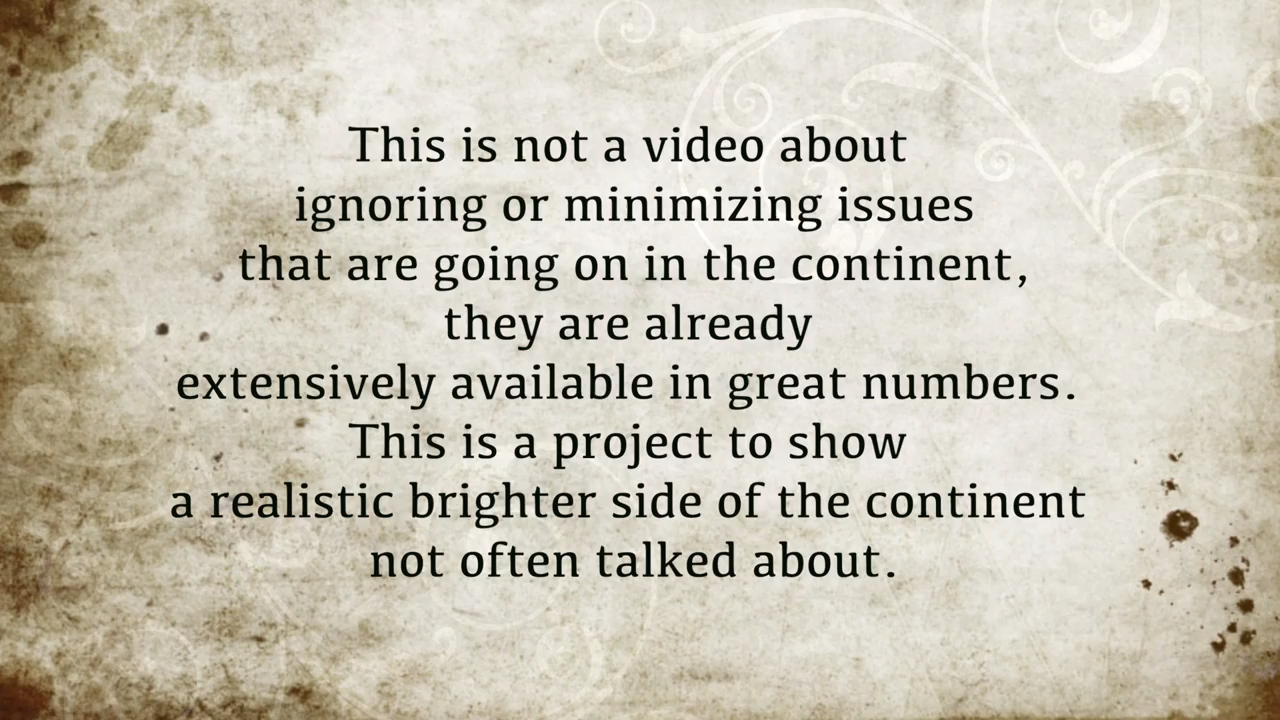 This is not a video about
ignoring or minimizing issues
that are going on in the continent,
they are already
extensively available in great numbers.
This is a project to show
a realistic brighter side of the continent
not often talked about.